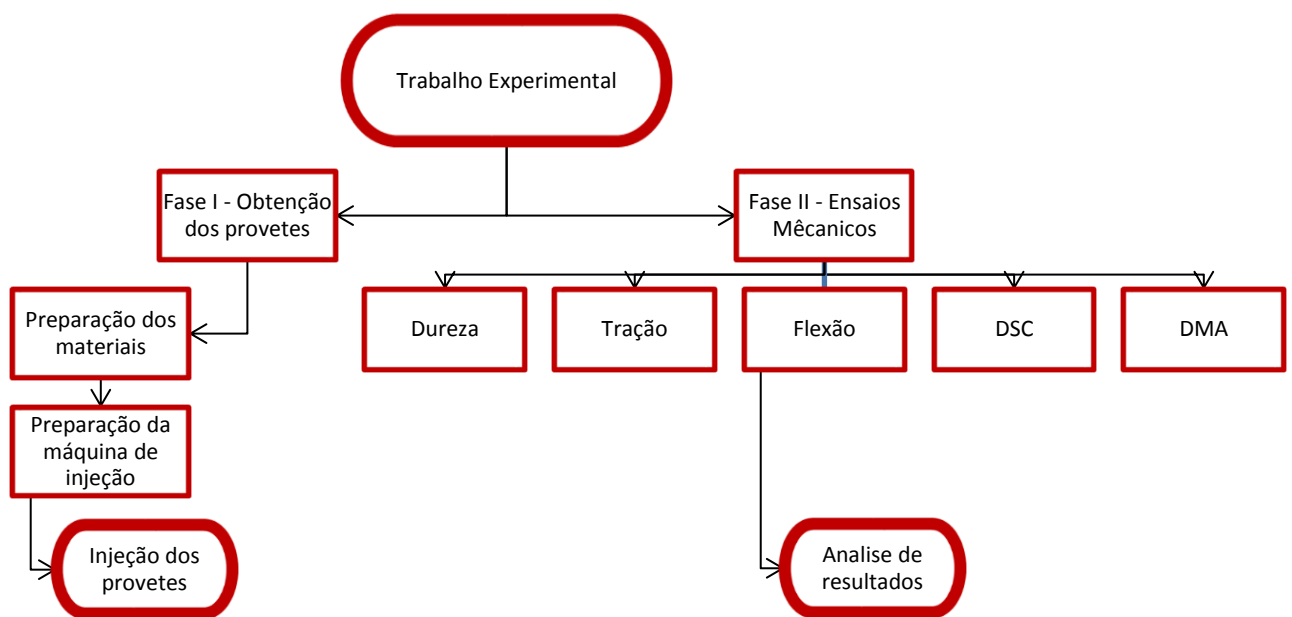 Trabalho Experimental
Fase I - Obtenção
dos provetes
Fase II - Ensaios
Mêcanicos
Preparação dos
materiais
Dureza
Tração
Flexão
DSC
DMA
Preparação da
máquina de
injeção
Injeção dos
provetes
Analise de
resultados